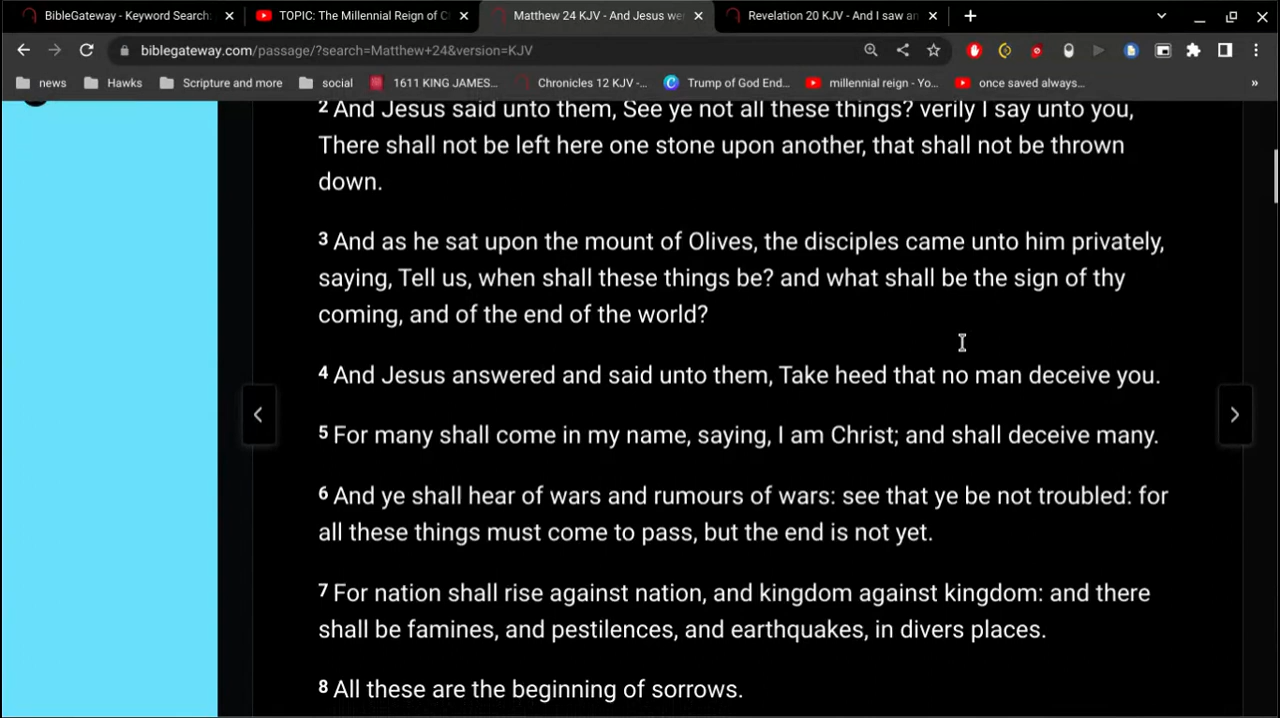 BibleGateway - Keyword Search:
TOPIC: The Millennial Reign of C
Matthew 24 KJV - And Jesus we
Revelation 20 KJV - And I saw an
biblegateway.com/passage/?search=Matthew+24&version=KJV
news
Hawks
Scripture and more
social
1611 KING JAMES...
Chronicles 12 KJV -...
Trump of God End...
millennial reign - Yo...
once saved always...
»
2 And Jesus said unto them, See ye not all these things? verily I say unto you,
There shall not be left here one stone upon another, that shall not be thrown
down.
3 And as he sat upon the mount of Olives, the disciples came unto him privately,
saying, Tell us, when shall these things be? and what shall be the sign of thy
coming, and of the end of the world?
4 And Jesus answered and said unto them, Take heed that no man deceive you.
5 For many shall come in my name, saying, I am Christ; and shall deceive many.
6 And ye shall hear of wars and rumours of wars: see that ye be not troubled: for
all these things must come to pass, but the end is not yet.
7 For nation shall rise against nation, and kingdom against kingdom: and there
shall be famines, and pestilences, and earthquakes, in divers places.
8 All these are the beginning of sorrows.